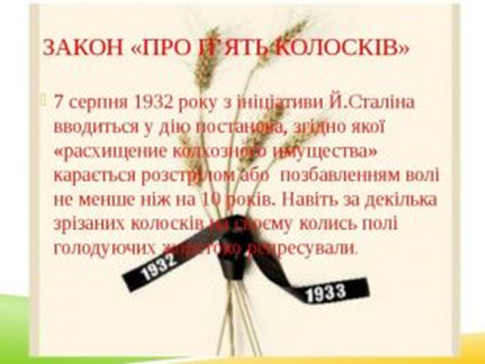 ЗАКОН «ПРО П'ЯТЬ КОЛОСКІВ»
7 серпня 1932 року з ініціативи Й.Сталіна
вводиться у дію постанова, згідно якої
«расхищение колхозного имущества»
карається розстрілом або позбавленням волі
не менше ніж на 10 років. Навіть за декілька
зрізаних колосків на своєму колись полі
голодуючих жорстоко репресували.
1932
1933